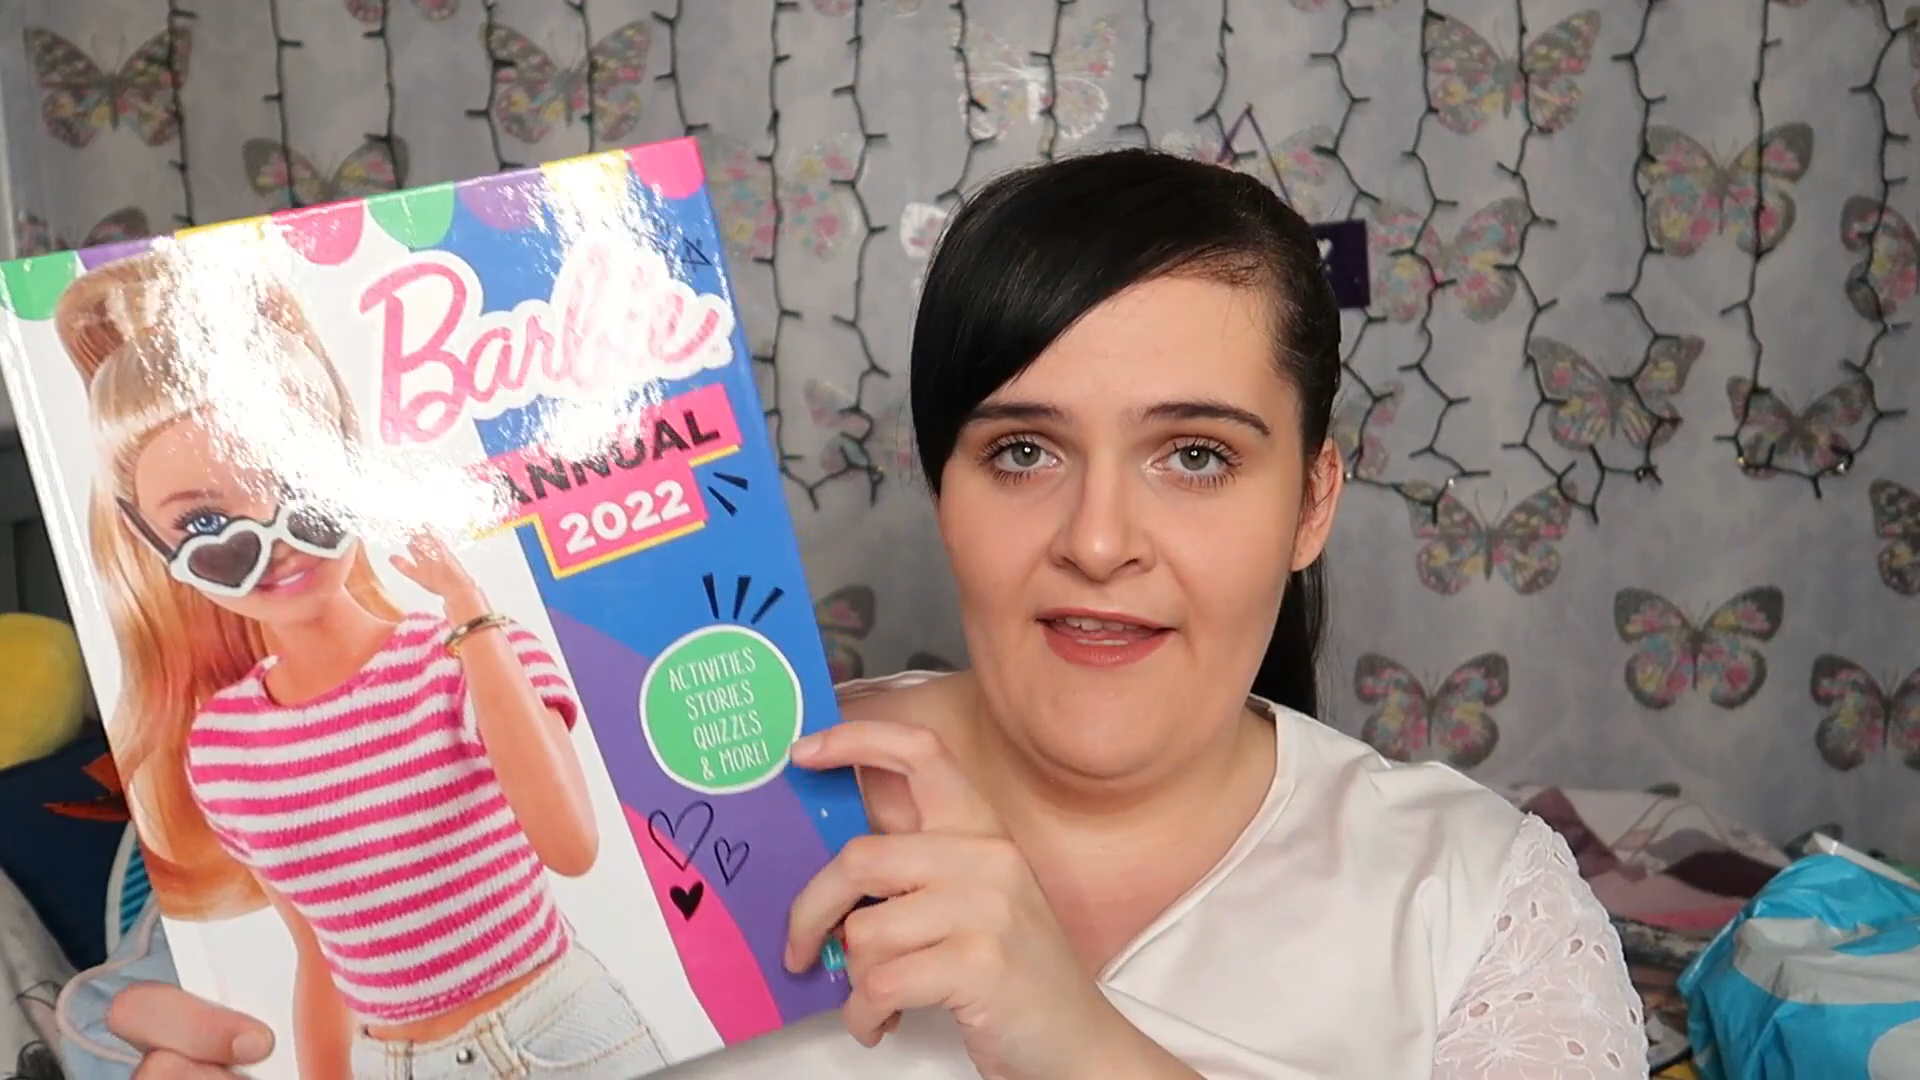 Barbie
ANNUAL
2022
ACTIVITIES
STORIES
QUIZZES
& MORE!